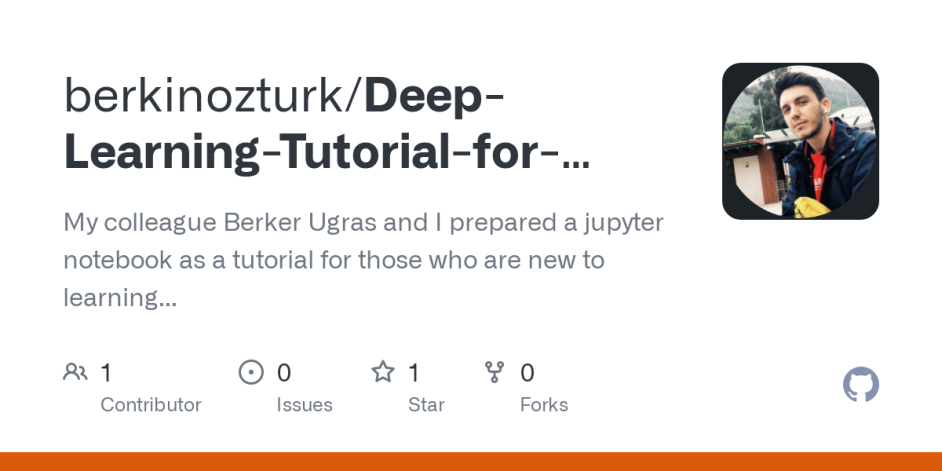 berkinozturk/Deep-
Learning-Tutorial-for-...
My colleague Berker Ugras and I prepared a jupyter
notebook as a tutorial for those who are new to
learning...
1
Contributor
0
Issues
1
Star
0
Forks